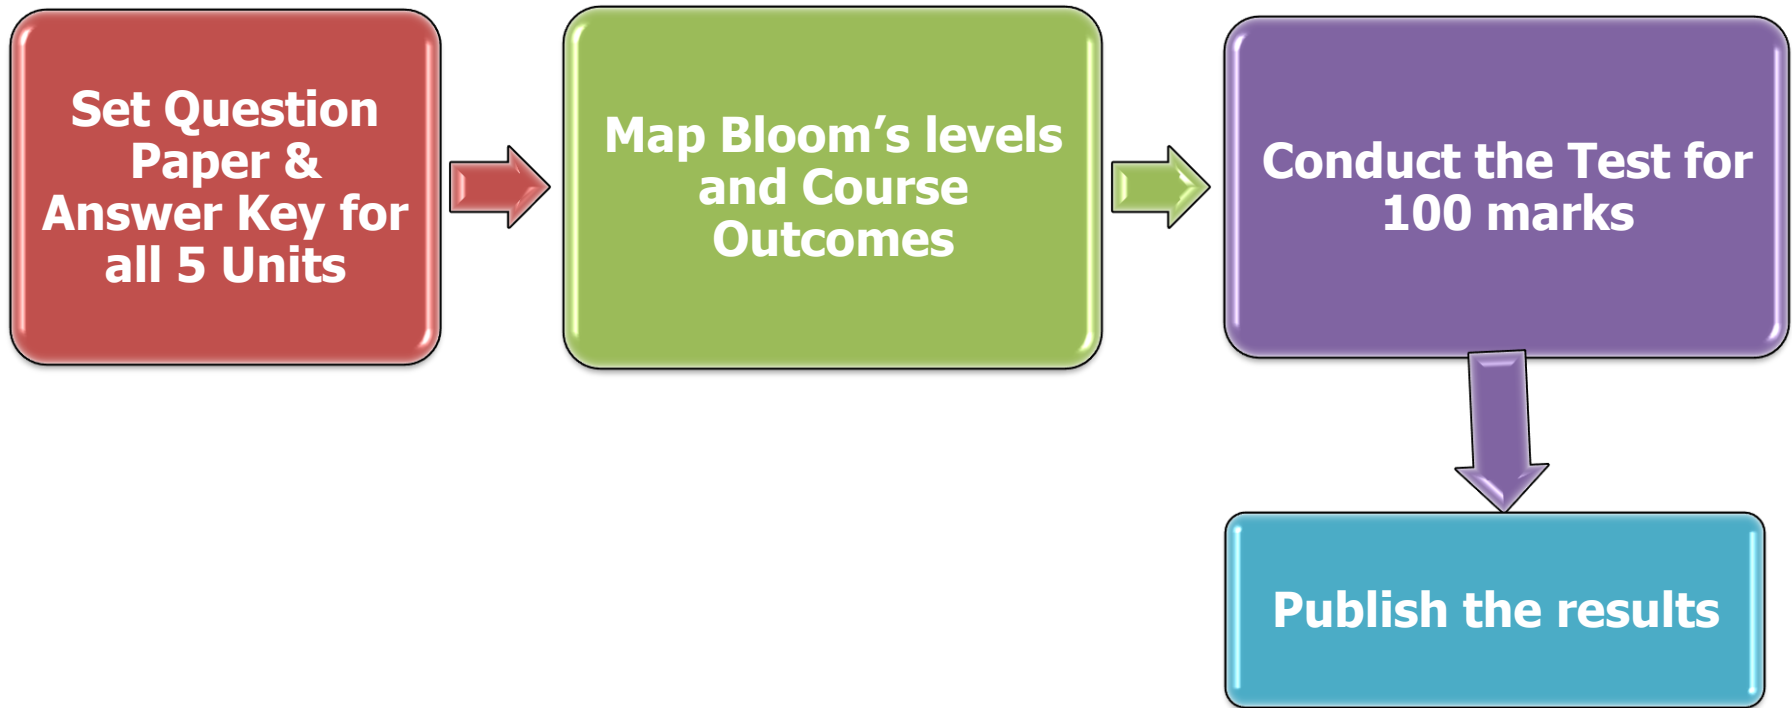 Set Question
Paper &
Answer Key for
all 5 Units
Map Bloom’s levels
and Course
Outcomes
Conduct the Test for
100 marks
Publish the results